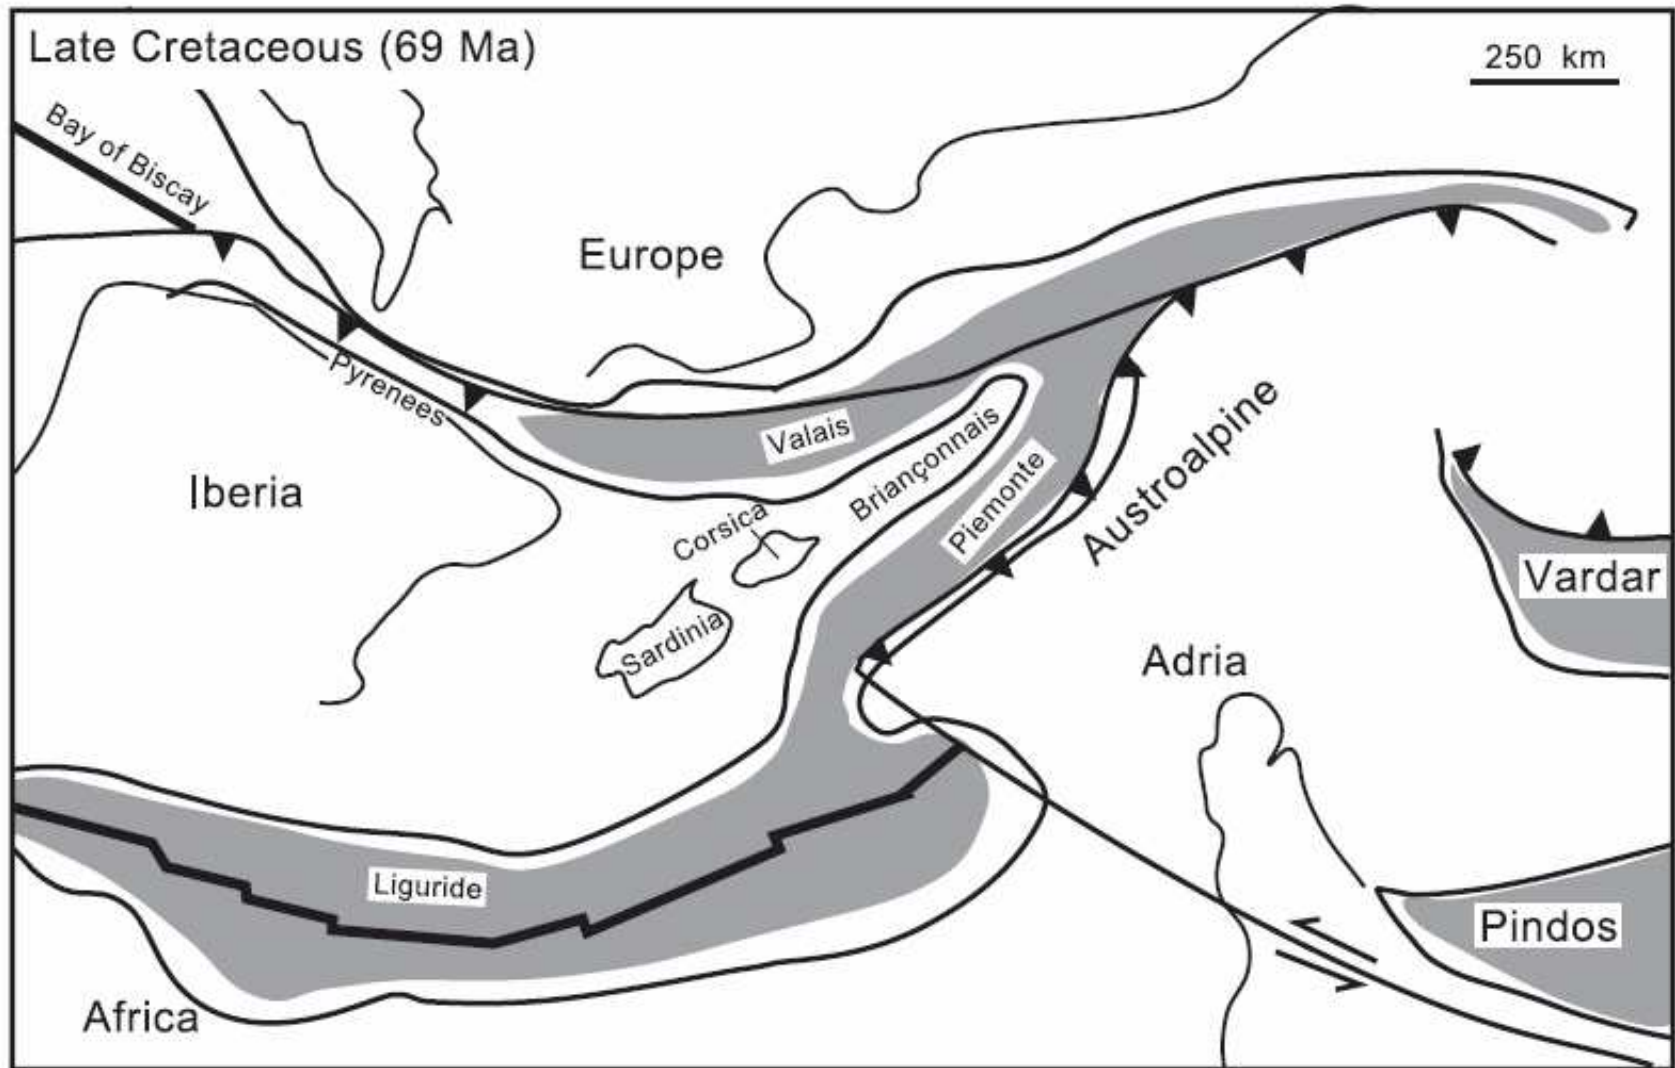 Late Cretaceous (69 Ma)
250 km
Bay of Biscay
Europe
Pyrenees
Valais
Briançonnais
Iberia
Piemonte
Austroalpine
Corsica
Vardar
Sardinia
Adria
Liguride
Pindos
Africa